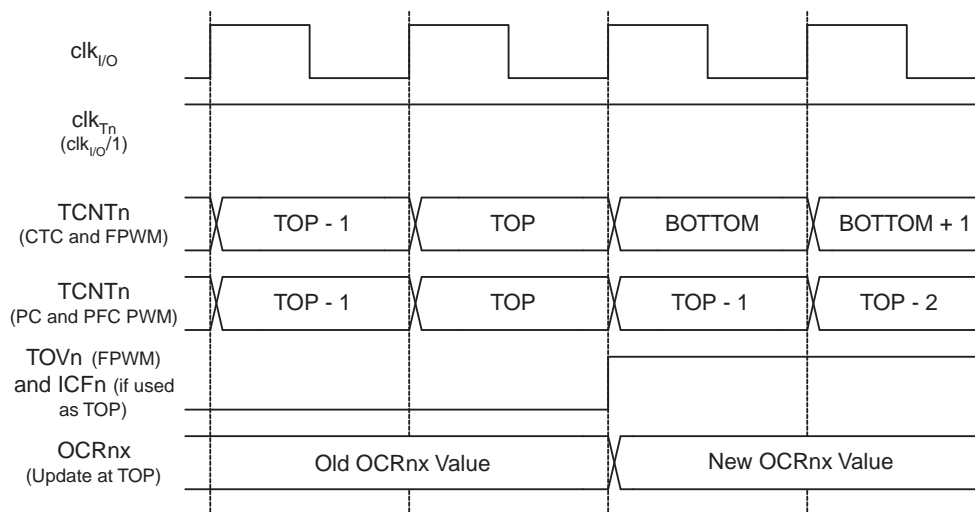 clkI/O
clkTn
(clkI/O/1)
TCNTn
(CTC and FPWM)
TOP - 1
TOP
BOTTOM
BOTTOM + 1
TCNTn
(PC and PFC PWM)
TOP - 1
TOP
TOP - 1
TOP - 2
TOVn (FPWM)
and ICFn (if used
as TOP)
OCRnx
(Update at TOP)
Old OCRnx Value
New OCRnx Value